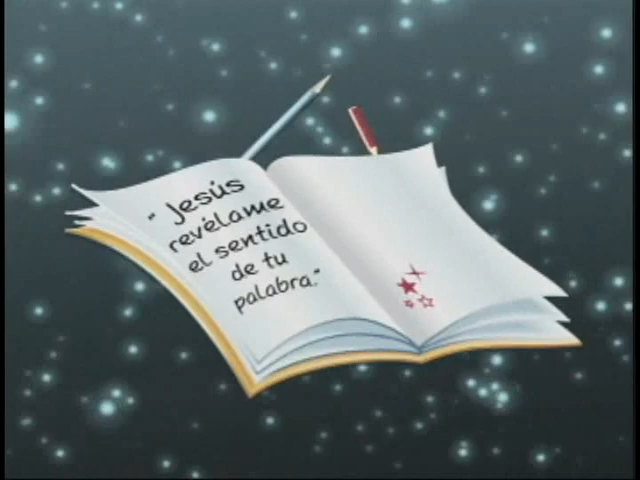 "Jesús
revélame
el sentido
de tu
palabra."